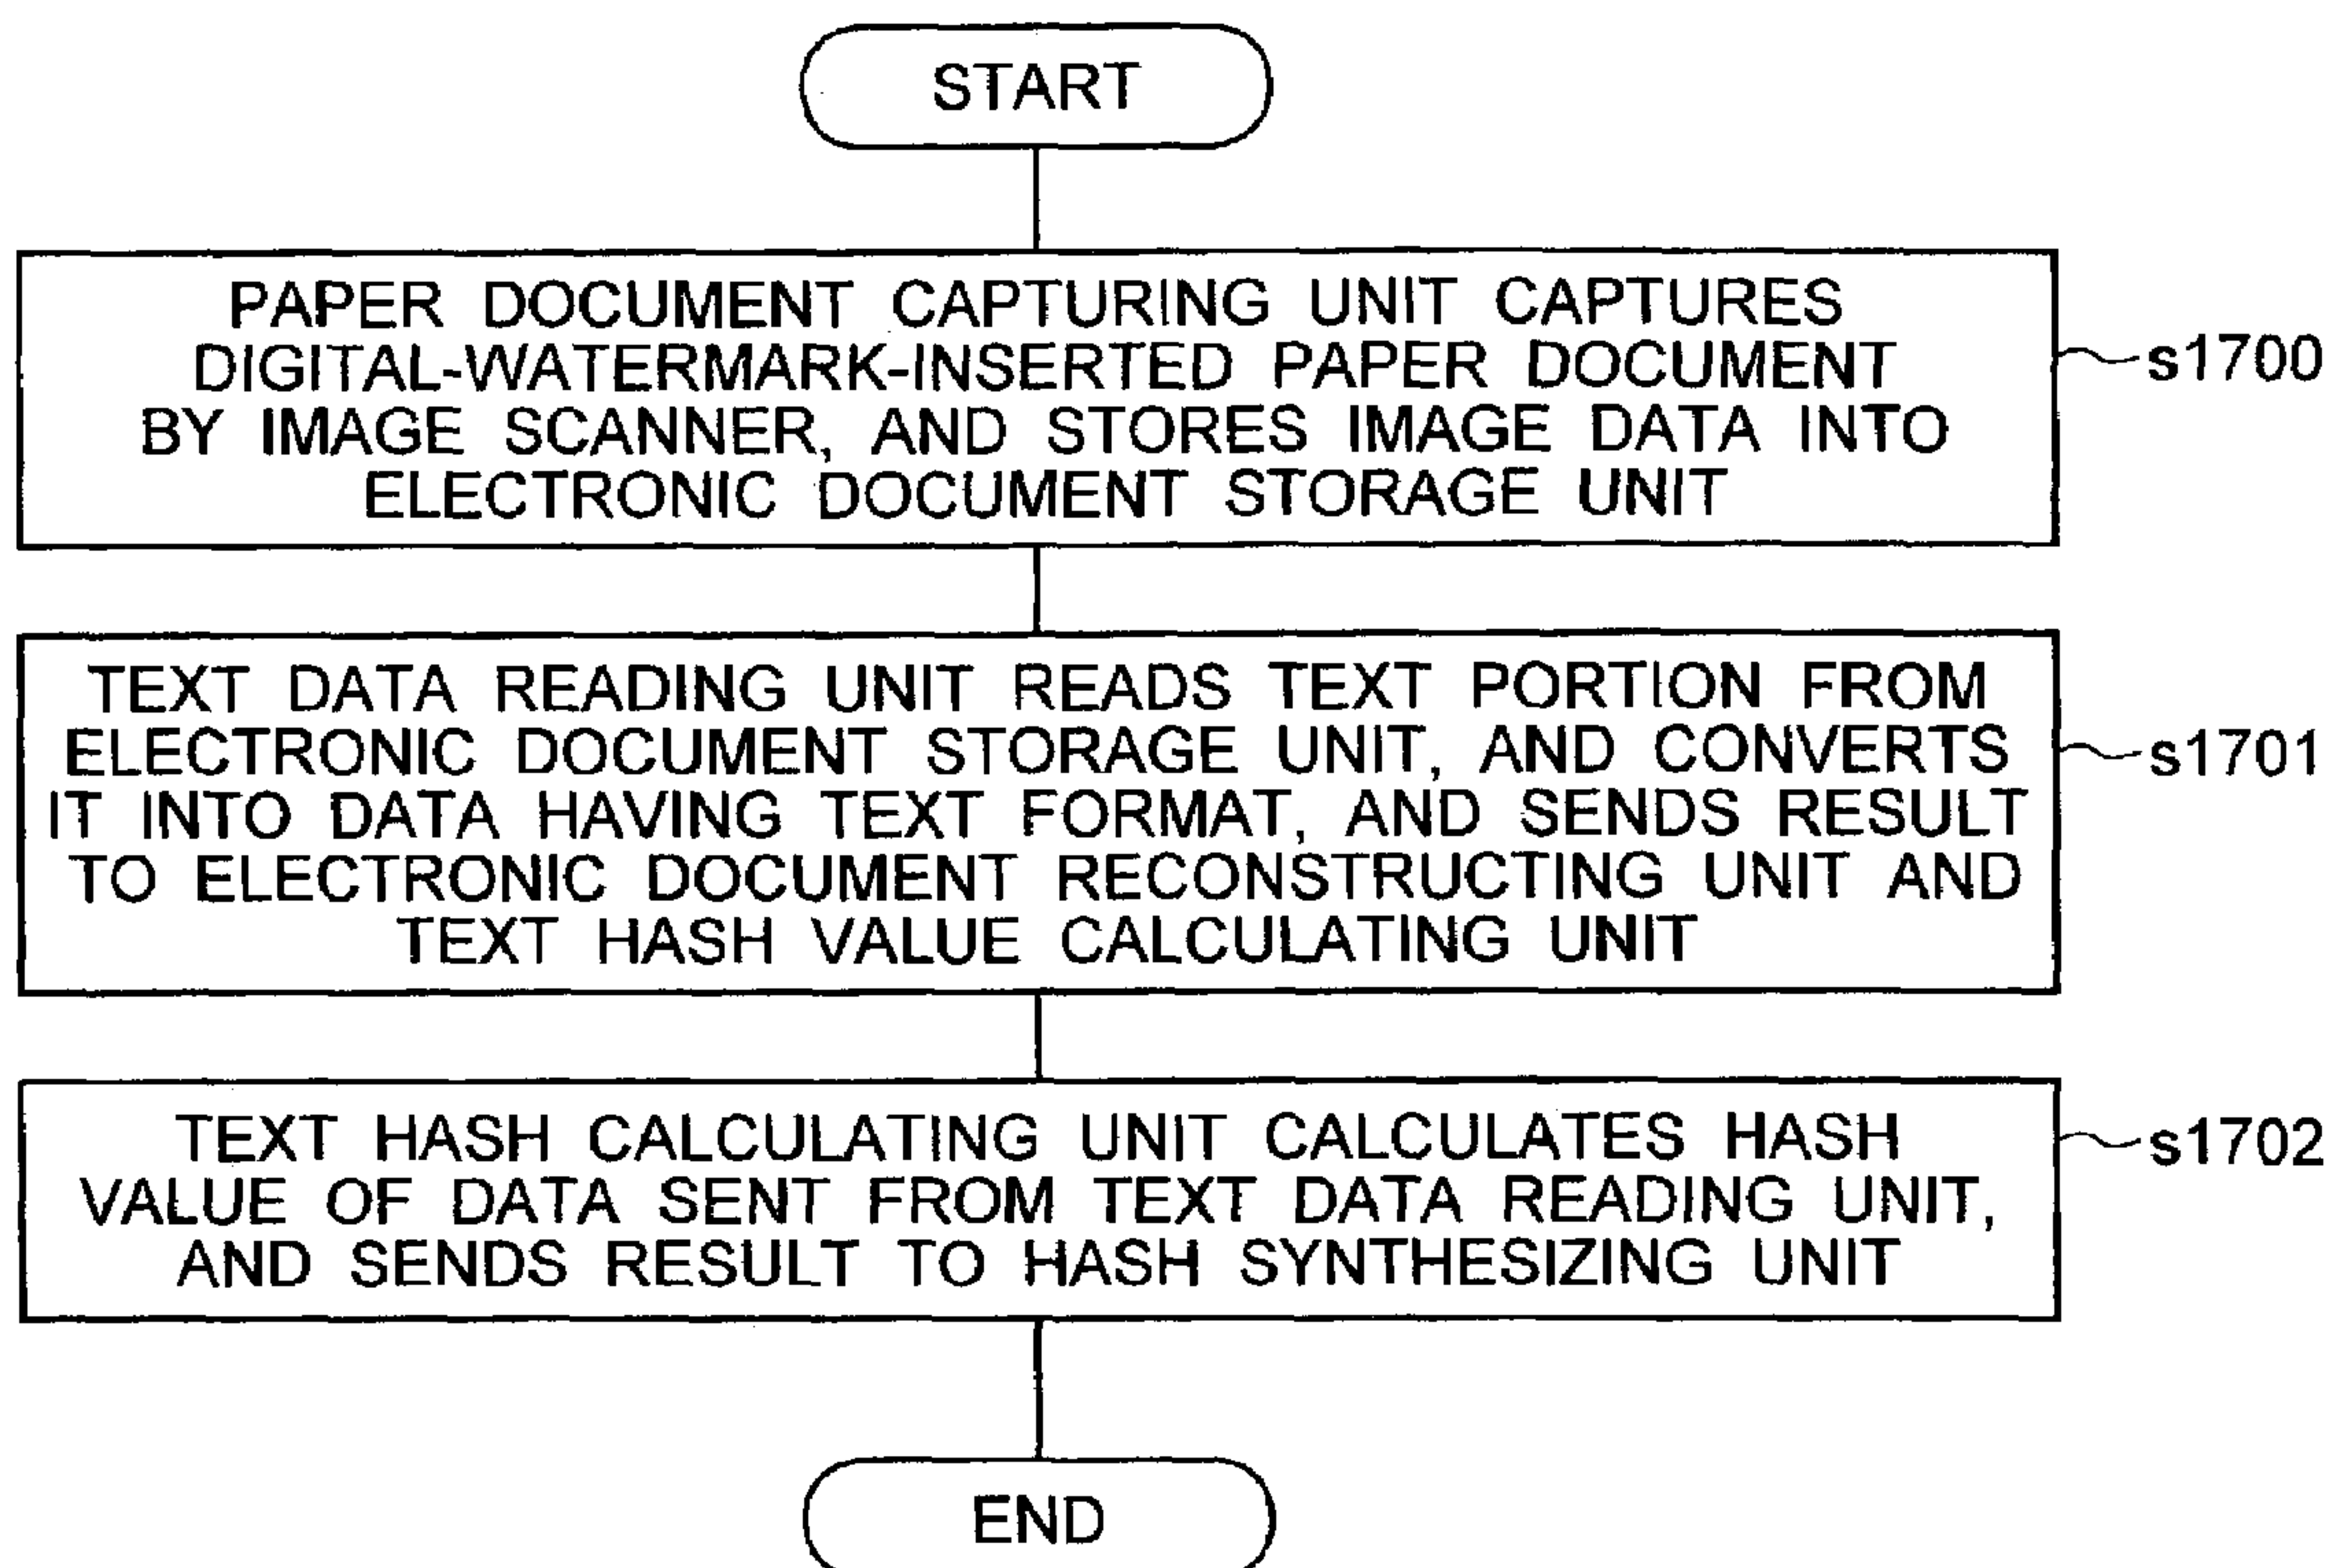 START
PAPER DOCUMENT CAPTURING UNIT CAPTURES
DIGITAL-WATERMARK-INSERTED PAPER DOCUMENT
BY IMAGE SCANNER, AND STORES IMAGE DATA INTO
ELECTRONIC DOCUMENT STORAGE UNIT
s1700
TEXT DATA READING UNIT READS TEXT PORTION FROM
ELECTRONIC DOCUMENT STORAGE UNIT, AND CONVERTS
IT INTO DATA HAVING TEXT FORMAT, AND SENDS RESULT
TO ELECTRONIC DOCUMENT RECONSTRUCTING UNIT AND
TEXT HASH VALUE CALCULATING UNIT
s1701
TEXT HASH CALCULATING UNIT CALCULATES HASH
VALUE OF DATA SENT FROM TEXT DATA READING UNIT,
AND SENDS RESULT TO HASH SYNTHESIZING UNIT
s1702
END